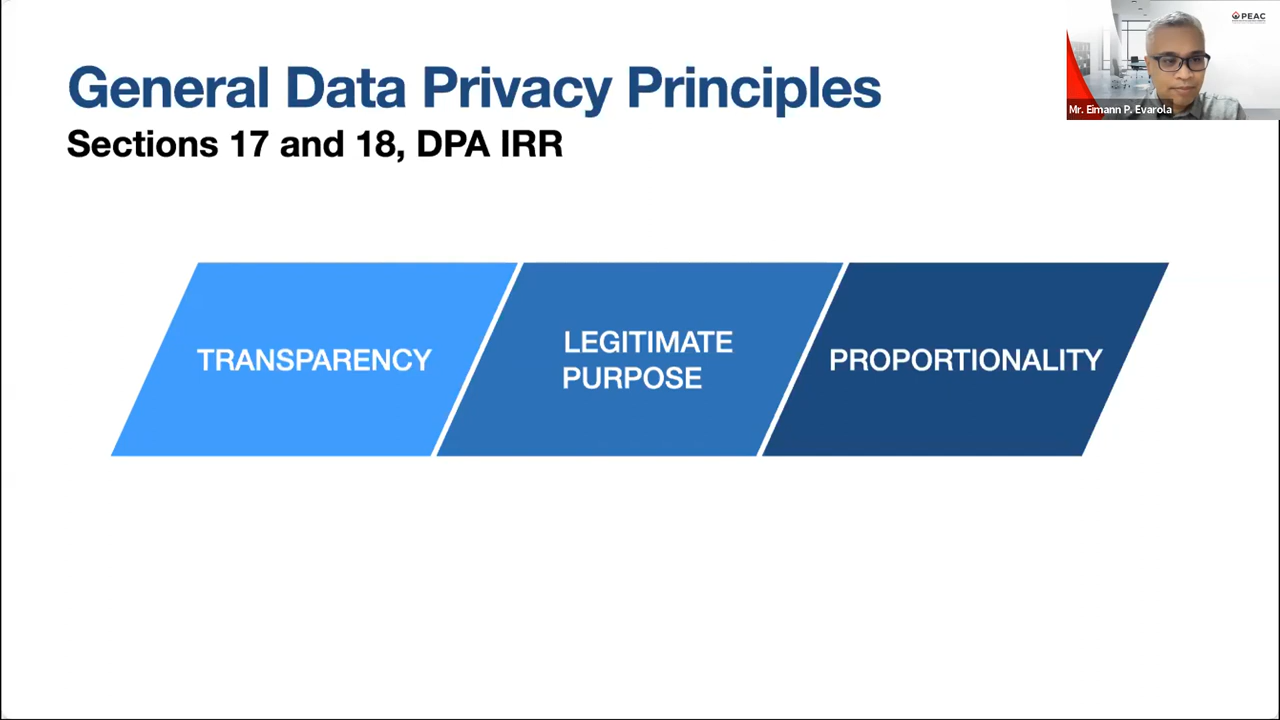 General Data Privacy Principles
Sections 17 and 18, DPA IRR
TRANSPARENCY
LEGITIMATE
PURPOSE
PROPORTIONALITY
PEAC
Mr. Eimann P. Evarola